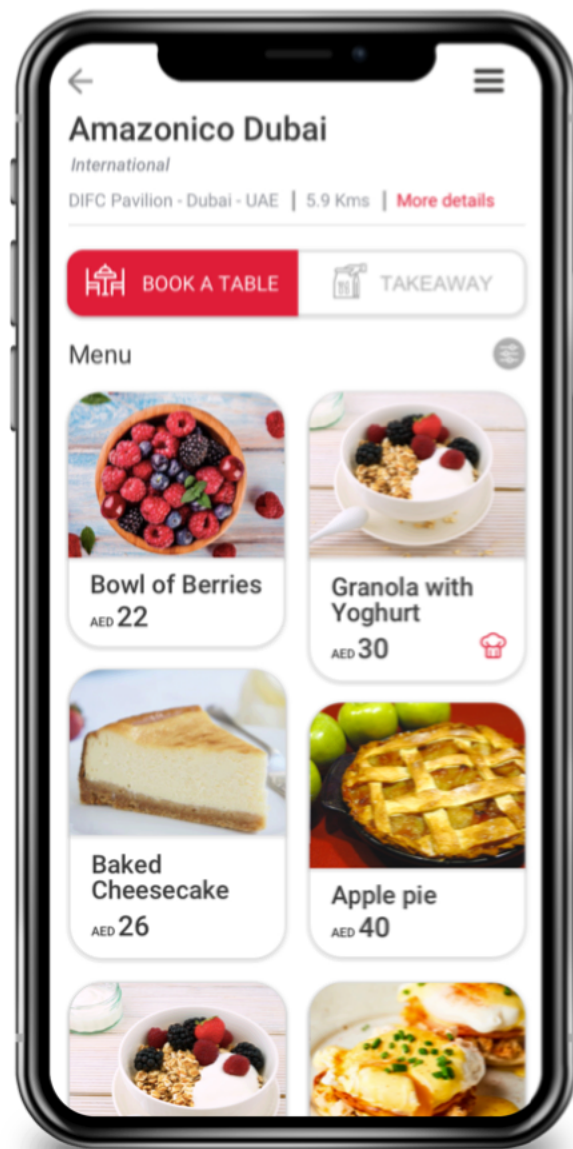 Amazonico Dubai
International
DIFC Pavilion - Dubai - UAE | 5.9 Kms | More details
BOOK A TABLE
TAKEAWAY
Menu
Bowl of Berries
AED 22
Granola with
Yoghurt
AED 30
Baked
Cheesecake
AED 26
Apple pie
AED 40